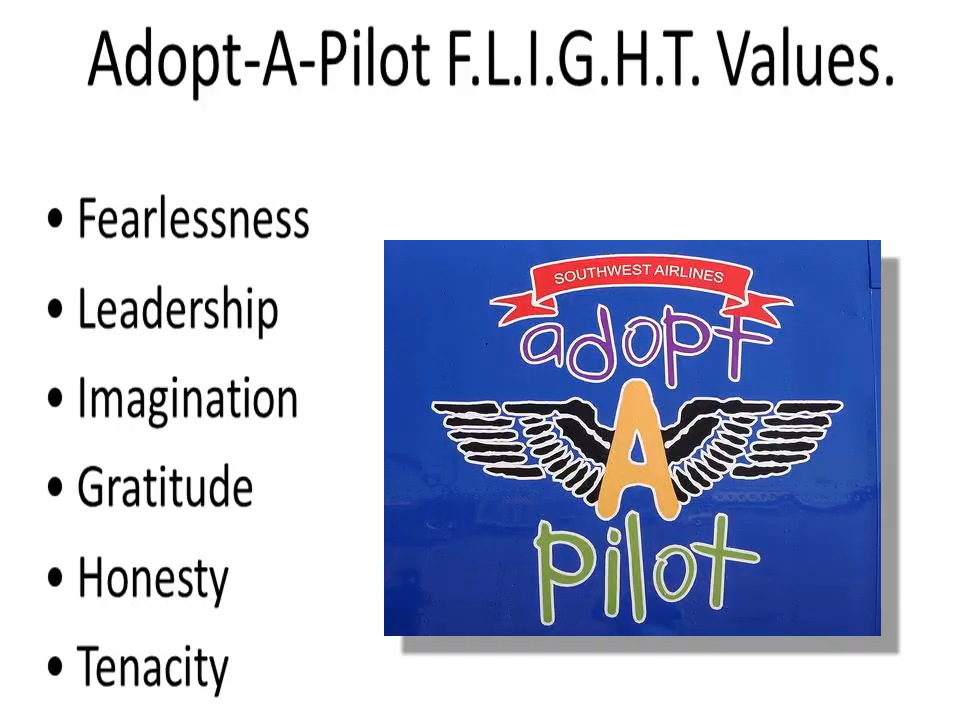 Adopt-A-Pilot F.L.I.G.H.T. Values.
• Fearlessness
• Leadership
• Imagination
• Gratitude
• Honesty
• Tenacity
SOUTHWEST AIRLINES
adopt
A
pilot